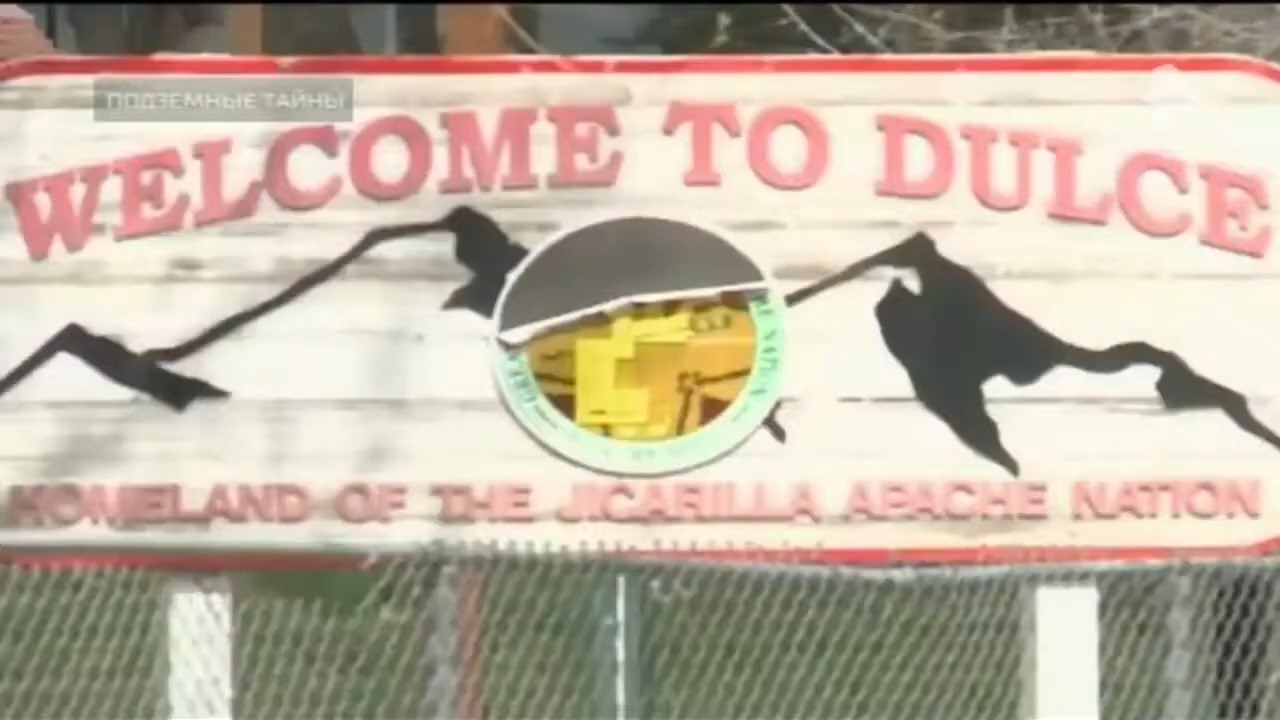 ПОДЗЕМНЫЕ ТАЙНЫ
WELCOME TO DULCE
HOMELAND OF THE JICARILLA APACHE NATION